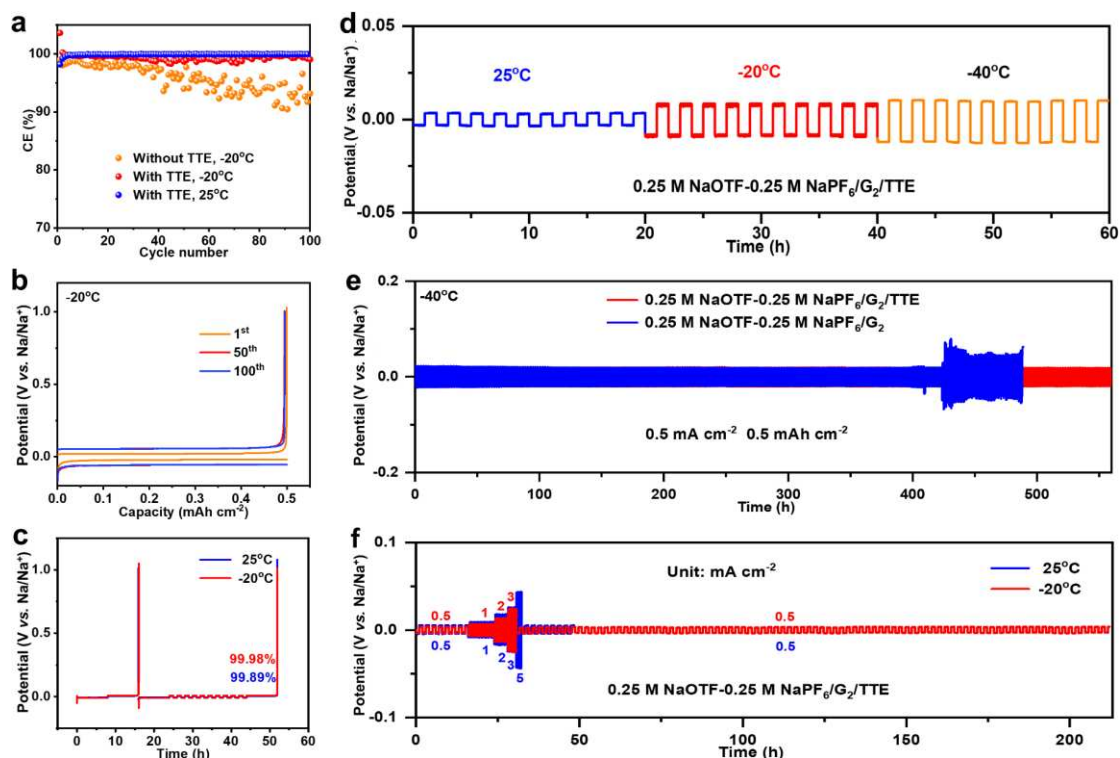 a
CE (%)
100
90
80
70
0
20
40
60
80
100
Cycle number
Without TTE, -20°C
With TTE, -20°C
With TTE, 25°C
b
-20°C
Potential (V vs. Na/Na⁺)
1.0
0.5
0.0
0.0
0.1
0.2
0.3
0.4
0.5
Capacity (mAh cm⁻²)
1ˢᵗ
50ᵗʰ
100ᵗʰ
c
Potential (V vs. Na/Na⁺)
1.0
0.5
0.0
0
10
20
30
40
50
60
Time (h)
25°C
-20°C
99.98%
99.89%
d
Potential (V vs. Na/Na⁺)
0.05
0.00
-0.05
25°C
-20°C
-40°C
0.25 M NaOTF-0.25 M NaPF₆/G₂/TTE
0
10
20
30
40
50
60
Time (h)
e
-40°C
Potential (V vs. Na/Na⁺)
0.2
0.0
-0.2
0.25 M NaOTF-0.25 M NaPF₆/G₂/TTE
0.25 M NaOTF-0.25 M NaPF₆/G₂
0.5 mA cm⁻² 0.5 mAh cm⁻²
0
100
200
300
400
500
Time (h)
f
Potential (V vs. Na/Na⁺)
0.1
0.0
-0.1
Unit: mA cm⁻²
25°C
-20°C
0.5
1
2
3
0.5
0.5
1
2
3
5
0.5
0.25 M NaOTF-0.25 M NaPF₆/G₂/TTE
0
50
100
150
200
Time (h)